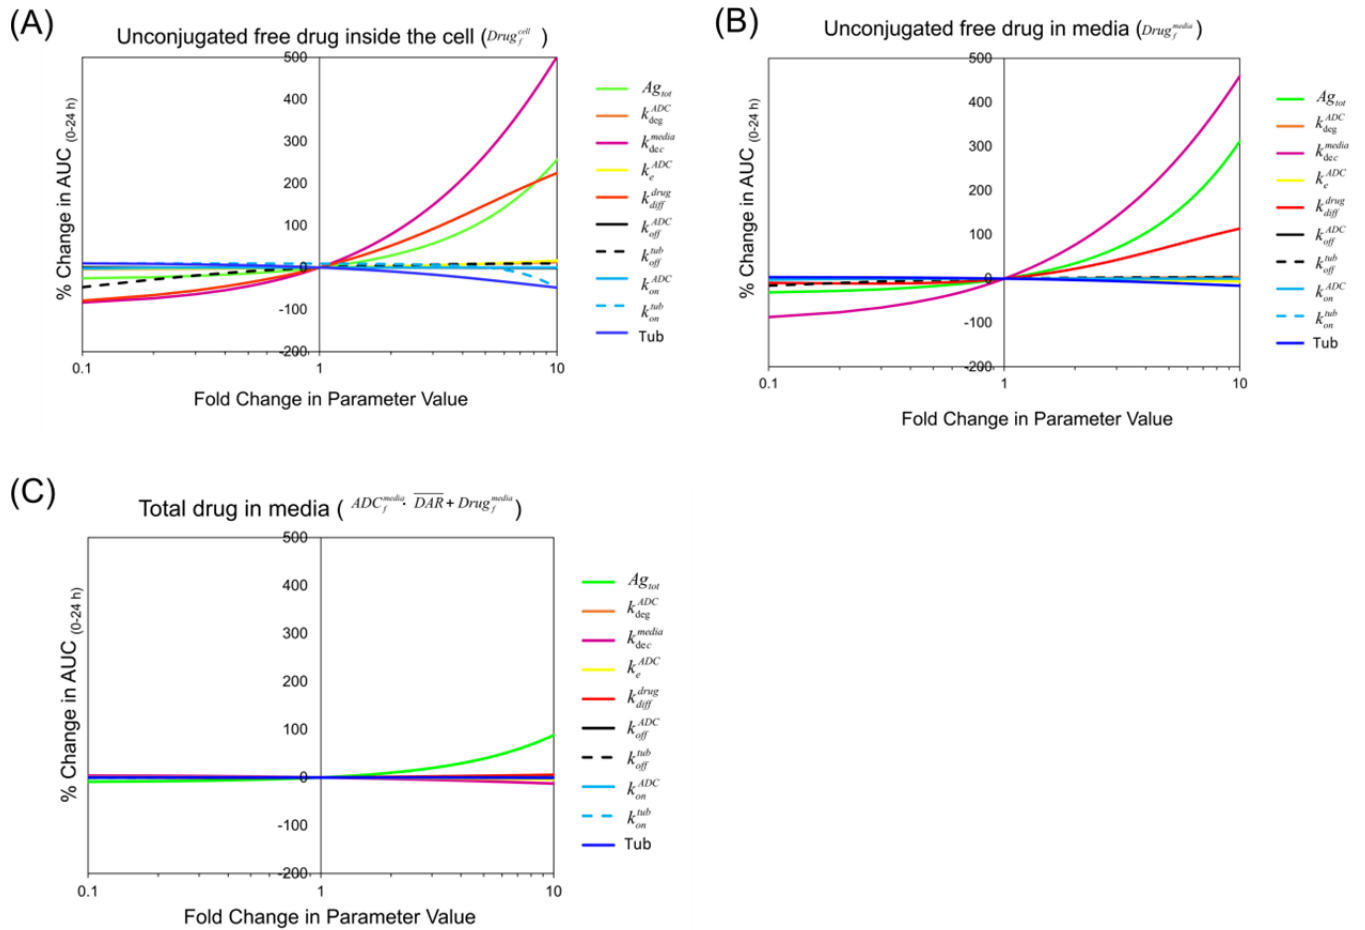 (A)
Unconjugated free drug inside the cell (Drug_f^cell )
500
400
300
200
100
0
-100
-200
% Change in AUC (0-24 h)
0.1
1
10
Fold Change in Parameter Value
Ag_tot
k_deg^ADC
k_dec^media
k_e^ADC
k_diff^drug
k_off^ADC
k_off^tub
k_on^ADC
k_on^tub
Tub
(B)
Unconjugated free drug in media (Drug_f^media)
500
400
300
200
100
0
-100
-200
% Change in AUC (0-24 h)
0.1
1
10
Fold Change in Parameter Value
Ag_tot
k_deg^ADC
k_dec^media
k_e^ADC
k_diff^drug
k_off^ADC
k_off^tub
k_on^ADC
k_on^tub
Tub
(C)
Total drug in media ( ADC_f^media · D̅A̅R̅ + Drug_f^media )
500
400
300
200
100
0
-100
-200
% Change in AUC (0-24 h)
0.1
1
10
Fold Change in Parameter Value
Ag_tot
k_deg^ADC
k_dec^media
k_e^ADC
k_diff^drug
k_off^ADC
k_off^tub
k_on^ADC
k_on^tub
Tub